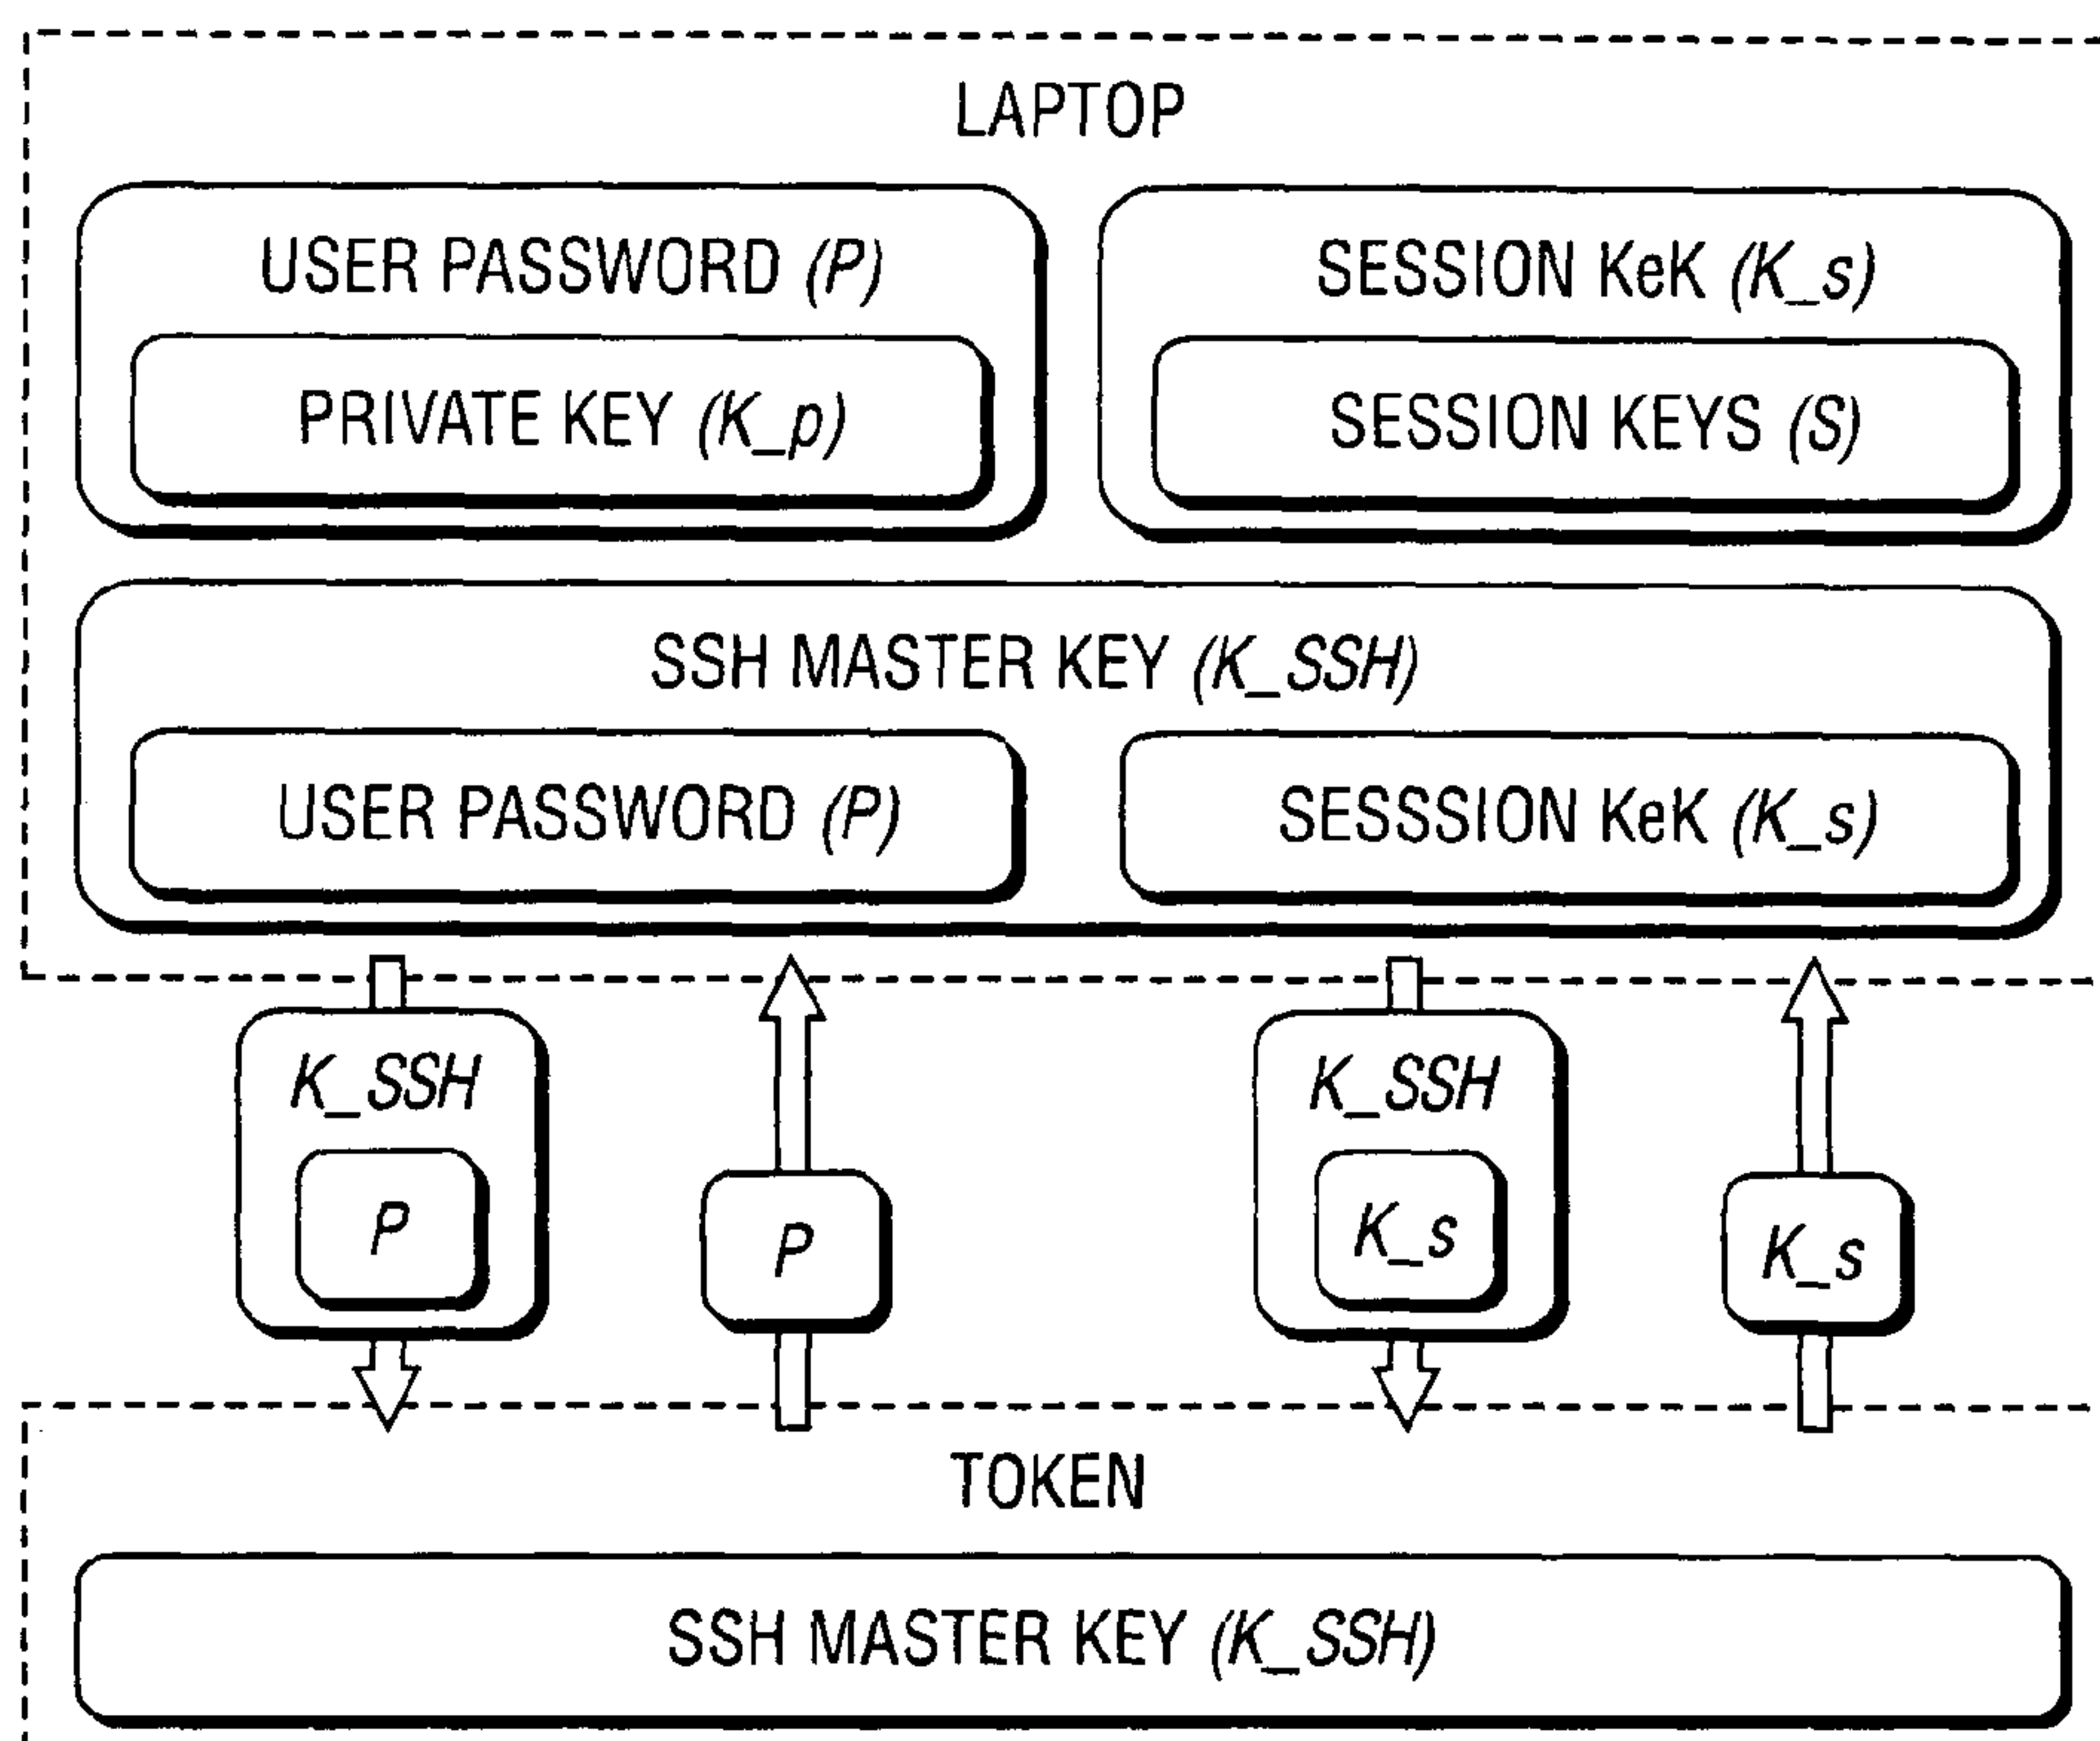 LAPTOP
USER PASSWORD (P)
PRIVATE KEY (K_p)
SESSION KeK (K_s)
SESSION KEYS (S)
SSH MASTER KEY (K_SSH)
USER PASSWORD (P)
SESSSION KeK (K_s)
K_SSH
P
P
K_SSH
K_s
K_s
TOKEN
SSH MASTER KEY (K_SSH)